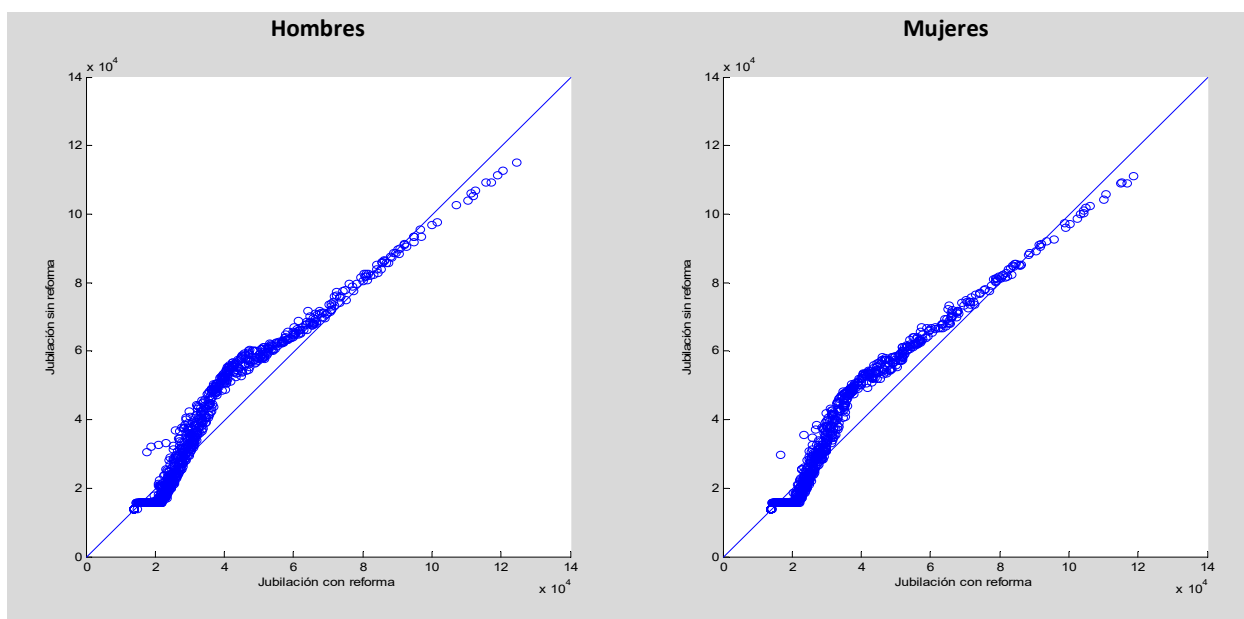 Hombres
x 10^4
14
12
10
8
6
4
2
0
Jubilación sin reforma
0 2 4 6 8 10 12 14
Jubilación con reforma
x 10^4
Mujeres
x 10^4
14
12
10
8
6
4
2
0
Jubilación sin reforma
0 2 4 6 8 10 12 14
Jubilación con reforma
x 10^4